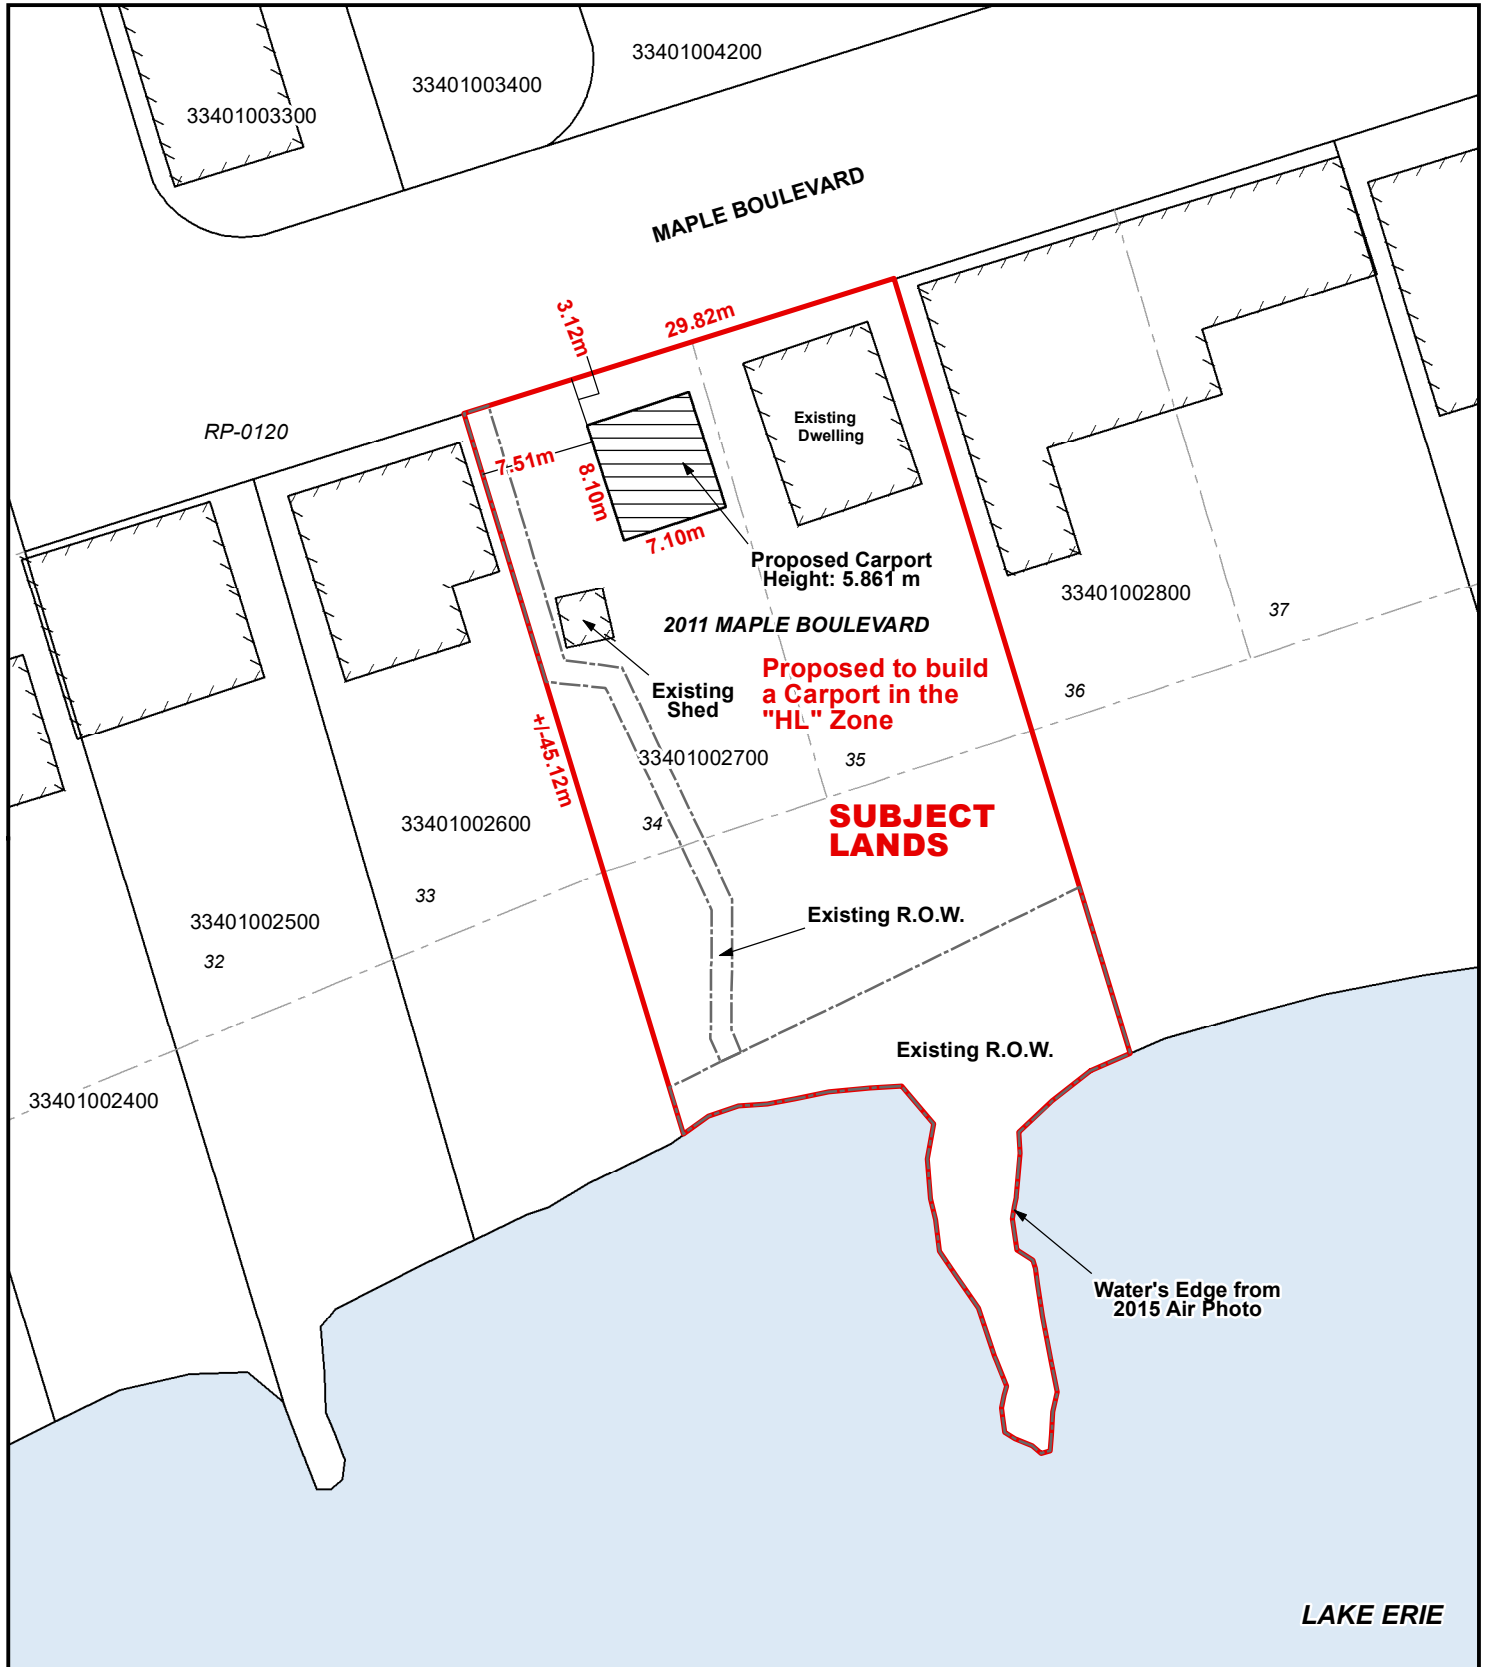 33401004200
33401003400
33401003300
MAPLE BOULEVARD
3.12m
29.82m
RP-0120
Existing
Dwelling
7.51m
8.10m
7.10m
Proposed Carport
Height: 5.861 m
33401002800
37
2011 MAPLE BOULEVARD
Proposed to build
a Carport in the
"HL" Zone
Existing
Shed
36
+/-45.12m
33401002700
35
SUBJECT
LANDS
33401002600
34
33
Existing R.O.W.
33401002500
32
Existing R.O.W.
33401002400
Water's Edge from
2015 Air Photo
LAKE ERIE